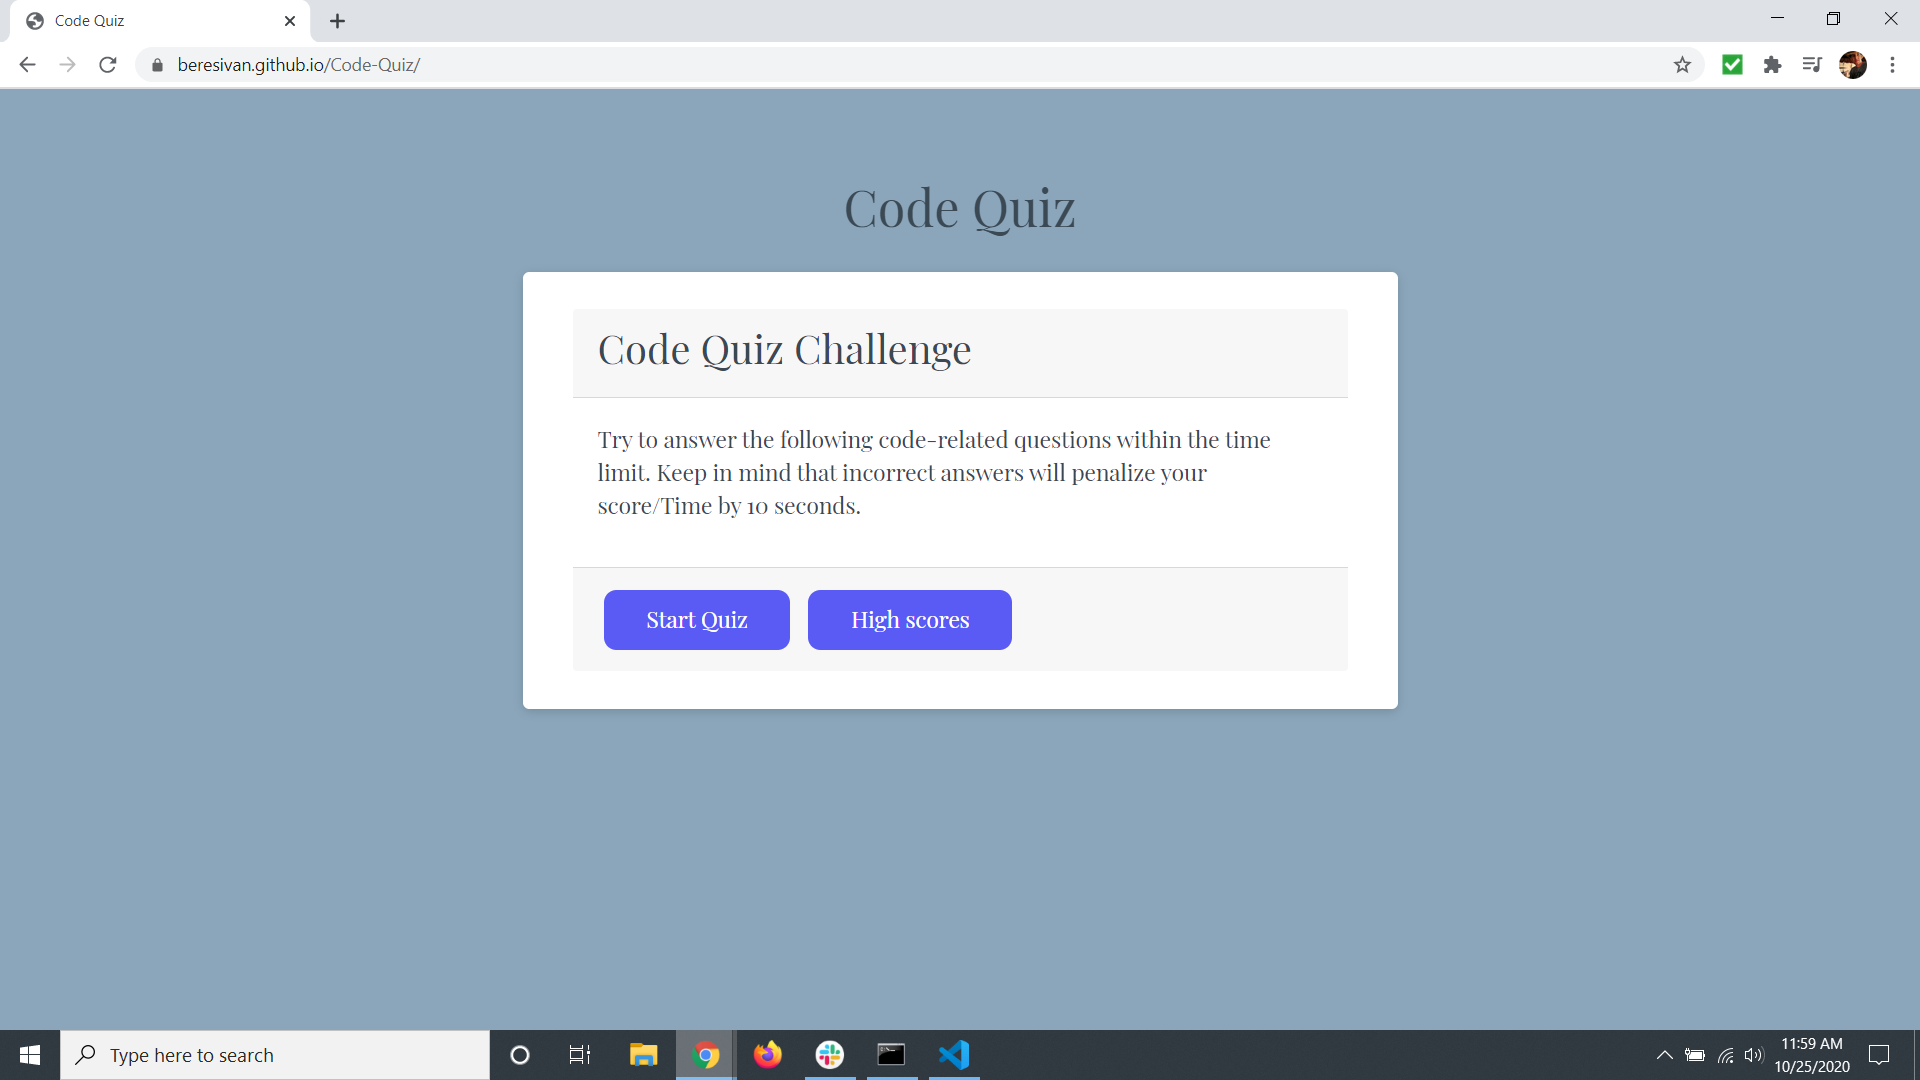 Code Quiz
beresivan.github.io/Code-Quiz/
Code Quiz
Code Quiz Challenge
Try to answer the following code-related questions within the time
limit. Keep in mind that incorrect answers will penalize your
score/Time by 10 seconds.
Start Quiz
High scores
Type here to search
11:59 AM
10/25/2020